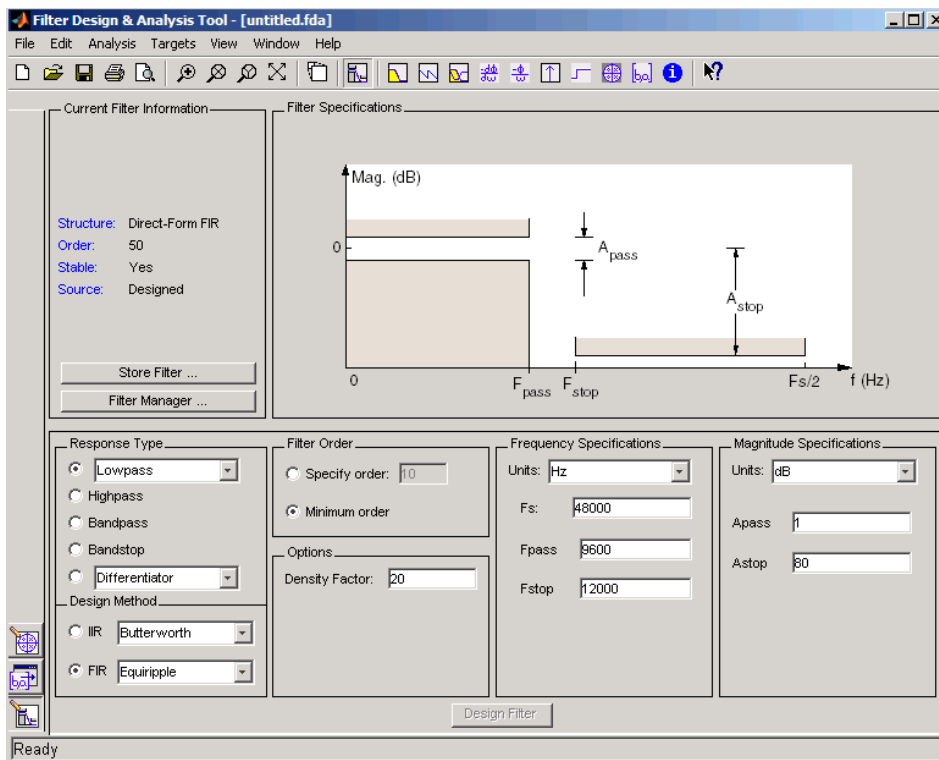 Filter Design & Analysis Tool - [untitled.fda]
File Edit Analysis Targets View Window Help
Current Filter Information
Structure: Direct-Form FIR
Order: 50
Stable: Yes
Source: Designed
Store Filter ...
Filter Manager ...
Filter Specifications
Mag. (dB)
0
A pass
A stop
0
F pass
F stop
Fs/2
f (Hz)
Response Type
Lowpass
Highpass
Bandpass
Bandstop
Differentiator
Design Method
IIR Butterworth
FIR Equiripple
Filter Order
Specify order: 10
Minimum order
Options
Density Factor: 20
Frequency Specifications
Units: Hz
Fs: 48000
Fpass 9600
Fstop 12000
Magnitude Specifications
Units: dB
Apass 1
Astop 80
Design Filter
Ready